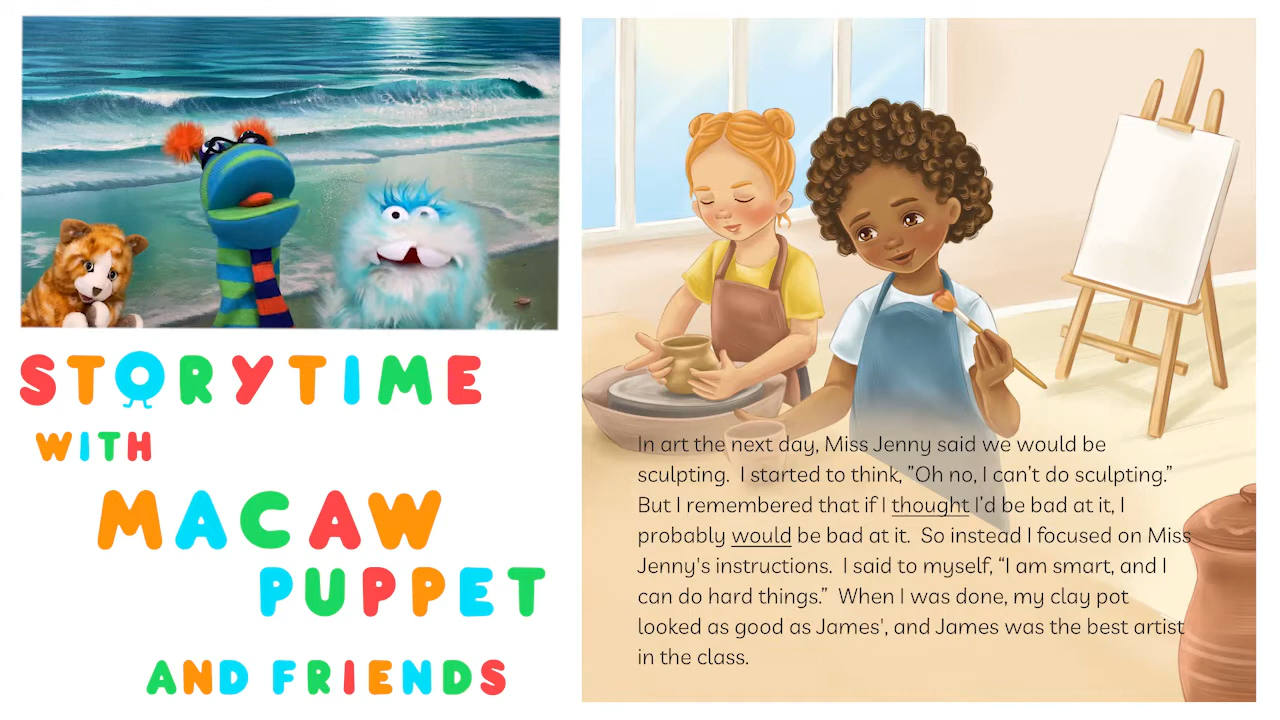 STORYTIME
WITH
MACAW
PUPPET
AND FRIENDS
In art the next day, Miss Jenny said we would be
sculpting.  I started to think, "Oh no, I can't do sculpting."
But I remembered that if I thought I'd be bad at it, I
probably would be bad at it.  So instead I focused on Miss
Jenny's instructions.  I said to myself, “I am smart, and I
can do hard things.”  When I was done, my clay pot
looked as good as James', and James was the best artist
in the class.